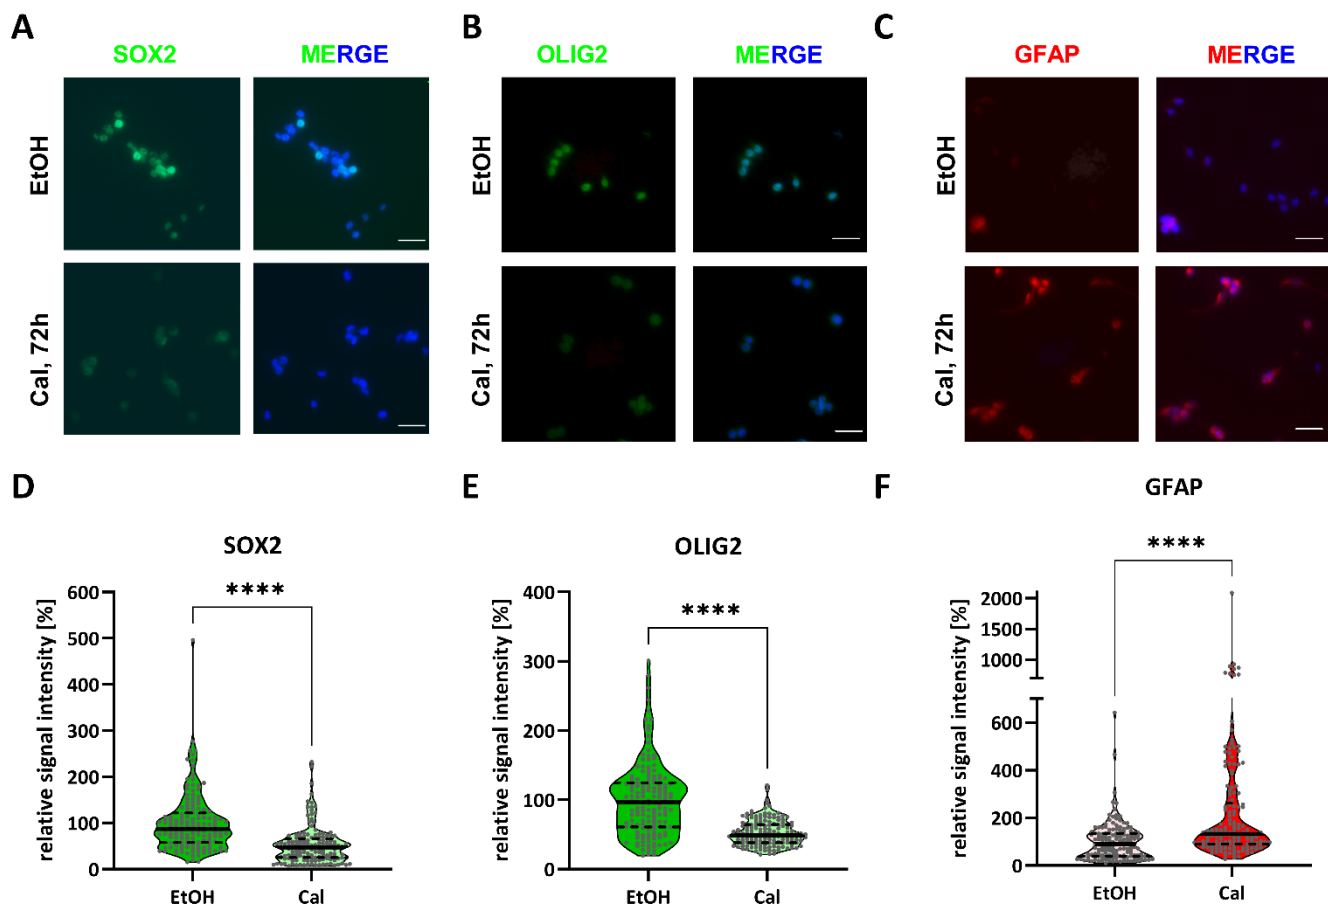 A
SOX2 MERGE
EtOH
Cal, 72h
B
OLIG2 MERGE
EtOH
Cal, 72h
C
GFAP MERGE
EtOH
Cal, 72h
D
SOX2
relative signal intensity [%]
600
500
400
300
200
100
0
****
EtOH Cal
E
OLIG2
relative signal intensity [%]
400
300
200
100
0
****
EtOH Cal
F
GFAP
relative signal intensity [%]
2000
1500
1000
600
400
200
0
****
EtOH Cal